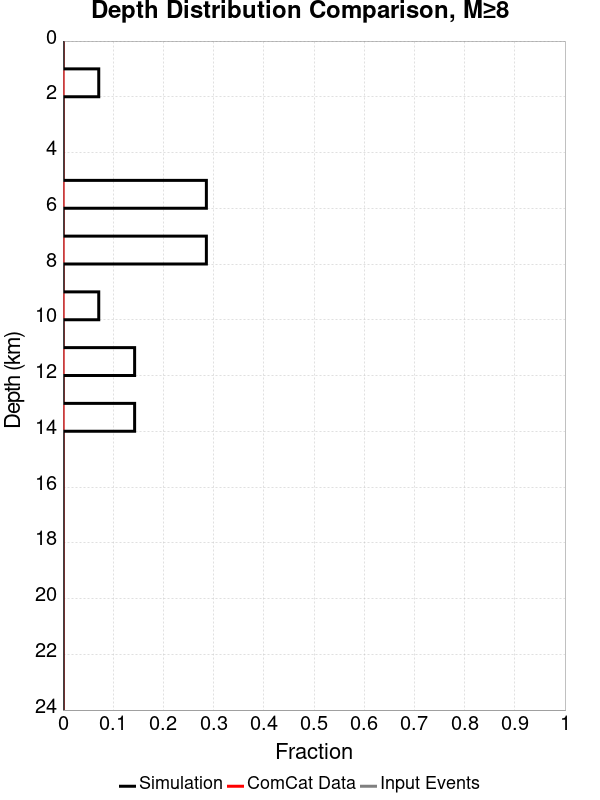 Depth Distribution Comparison, M≥8
0
2
4
6
8
10
12
14
16
18
20
22
24
Depth (km)
0 0.1 0.2 0.3 0.4 0.5 0.6 0.7 0.8 0.9 1
Fraction
Simulation ComCat Data Input Events